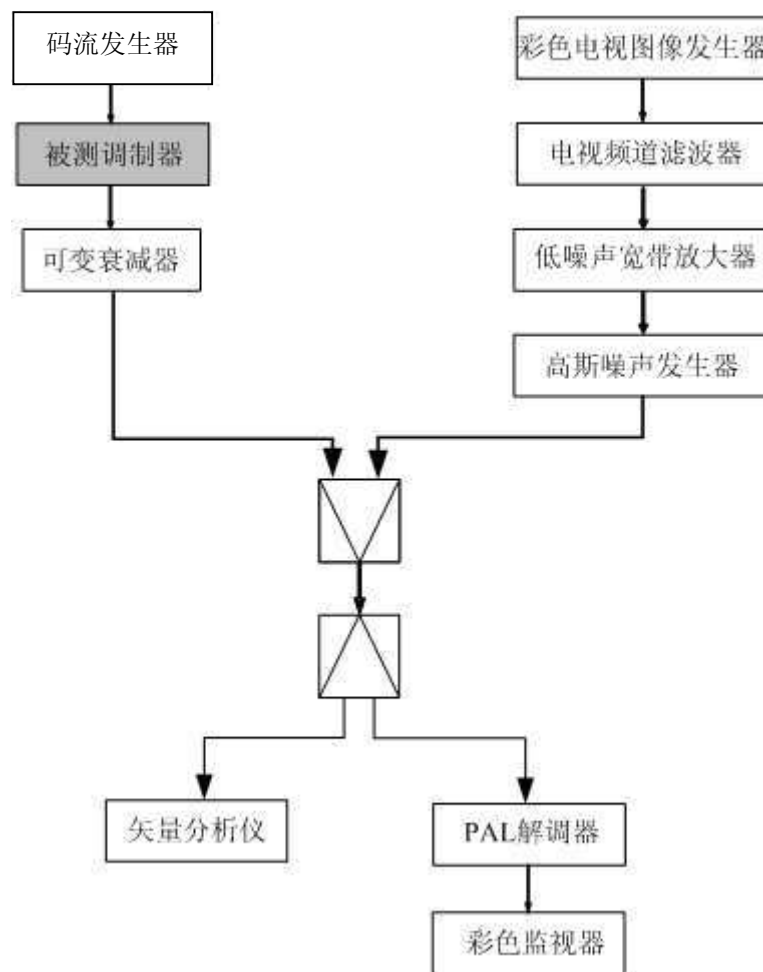 码流发生器
被测调制器
可变衰减器
彩色电视图像发生器
电视频道滤波器
低噪声宽带放大器
高斯噪声发生器
矢量分析仪
PAL解调器
彩色监视器